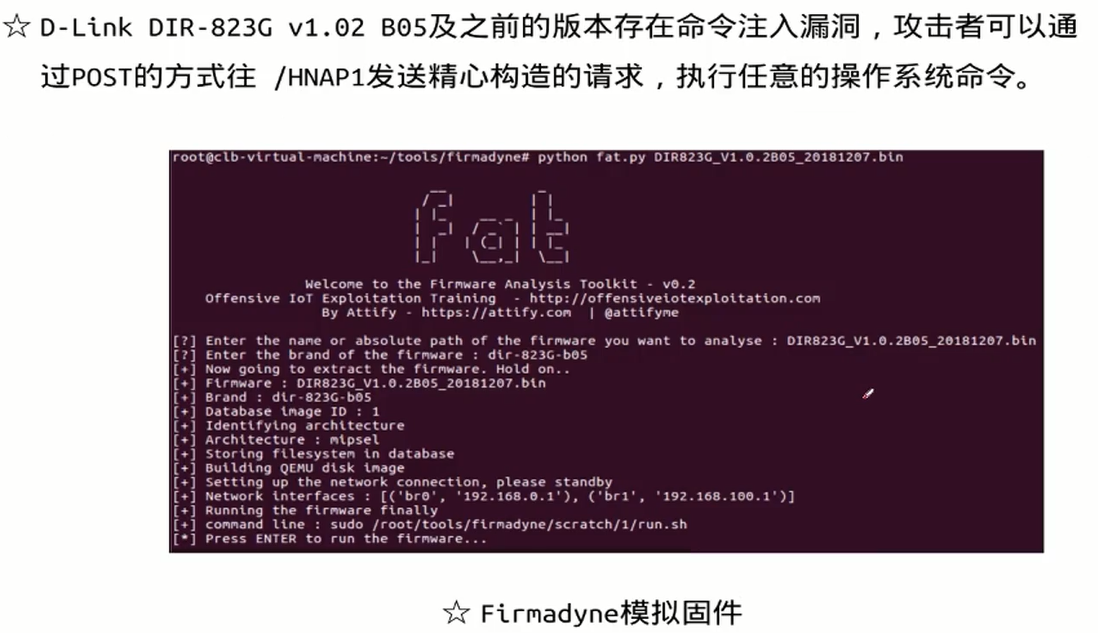 ☆ D-Link DIR-823G v1.02 B05及之前的版本存在命令注入漏洞，攻击者可以通
过POST的方式往 /HNAP1发送精心构造的请求，执行任意的操作系统命令。
root@clb-virtual-machine:~/tools/firmadyne# python fat.py DIR823G_V1.0.2B05_20181207.bin
fat
Welcome to the Firmware Analysis Toolkit - v0.2
Offensive IoT Exploitation Training  - http://offensiveiotexploitation.com
By Attify - https://attify.com  | @attifyme
[?] Enter the name or absolute path of the firmware you want to analyse : DIR823G_V1.0.2B05_20181207.bin
[?] Enter the brand of the firmware : dir-823G-b05
[+] Now going to extract the firmware. Hold on..
[+] Firmware : DIR823G_V1.0.2B05_20181207.bin
[+] Brand : dir-823G-b05
[+] Database image ID : 1
[+] Identifying architecture
[+] Architecture : mipsel
[+] Storing filesystem in database
[+] Building QEMU disk image
[+] Setting up the network connection, please standby
[+] Network interfaces : [('br0', '192.168.0.1'), ('br1', '192.168.100.1')]
[+] Running the firmware finally
[+] command line : sudo /root/tools/firmadyne/scratch/1/run.sh
[*] Press ENTER to run the firmware...
☆ Firmadyne模拟固件